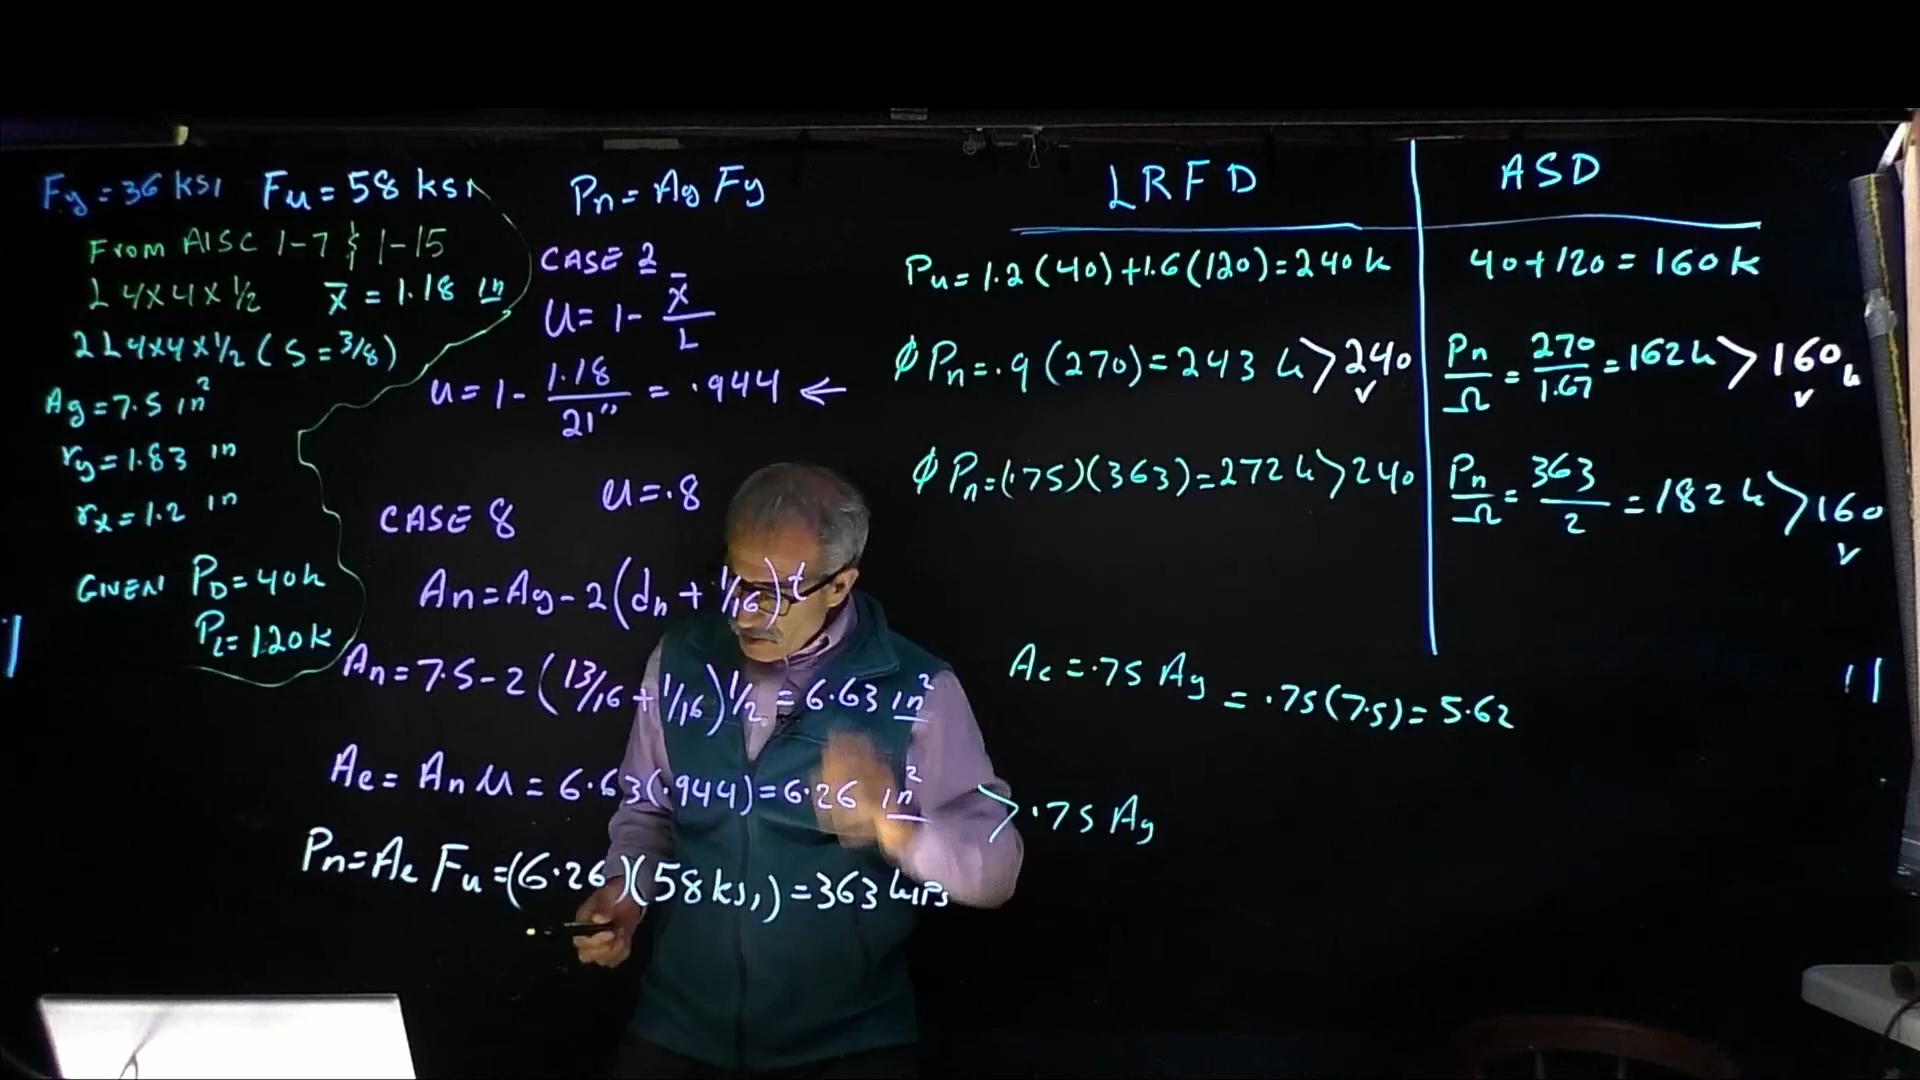 Fy = 36 ksi Fu = 58 ksi
From AISC 1-7 & 1-15
L 4x4x 1/2 x̄ = 1.18 in
2L4x4x1/2 (S = 3/8)
Ag = 7.5 in²
ry = 1.83 in
rx = 1.2 in
GIVEN PD = 40k
PL = 120k
Pn = Ag Fy
CASE 2
U = 1 - x̄/L
u = 1 - 1.18/21" = .944 ←
CASE 8 u = .8
An = Ag - 2(dh + 1/16)t
An = 7.5 - 2(13/16 + 1/16)1/2 = 6.63 in²
Ae = An U = 6.63(.944) = 6.26 in² > .75 Ag
Pn = Ae Fu = (6.26)(58 ksi) = 363 kips
LRFD
Pu = 1.2(40) + 1.6(120) = 240 k
ϕ Pn = .9 (270) = 243 k > 240 ✓
ϕ Pn = (.75)(363) = 272 k > 240
ASD
40 + 120 = 160 k
Pn/Ω = 270/1.67 = 162 k > 160 k ✓
Pn/Ω = 363/2 = 182 k > 160 ✓
Ae = .75 Ag = .75(7.5) = 5.62